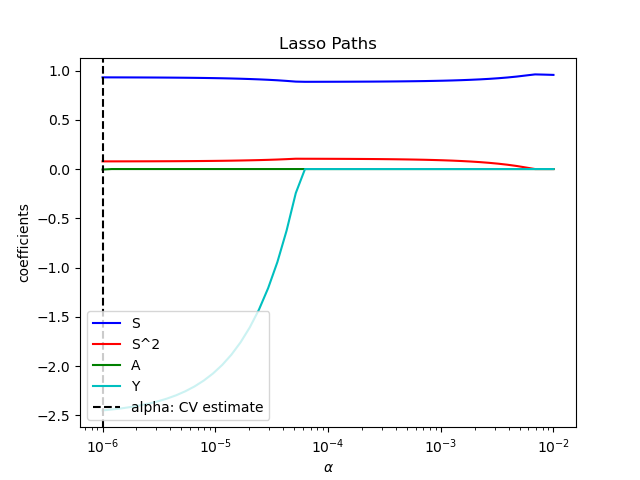 Lasso Paths
coefficients
1.0
0.5
0.0
−0.5
−1.0
−1.5
−2.0
−2.5
S
S^2
A
Y
alpha: CV estimate
10⁻⁶ 10⁻⁵ 10⁻⁴ 10⁻³ 10⁻²
α